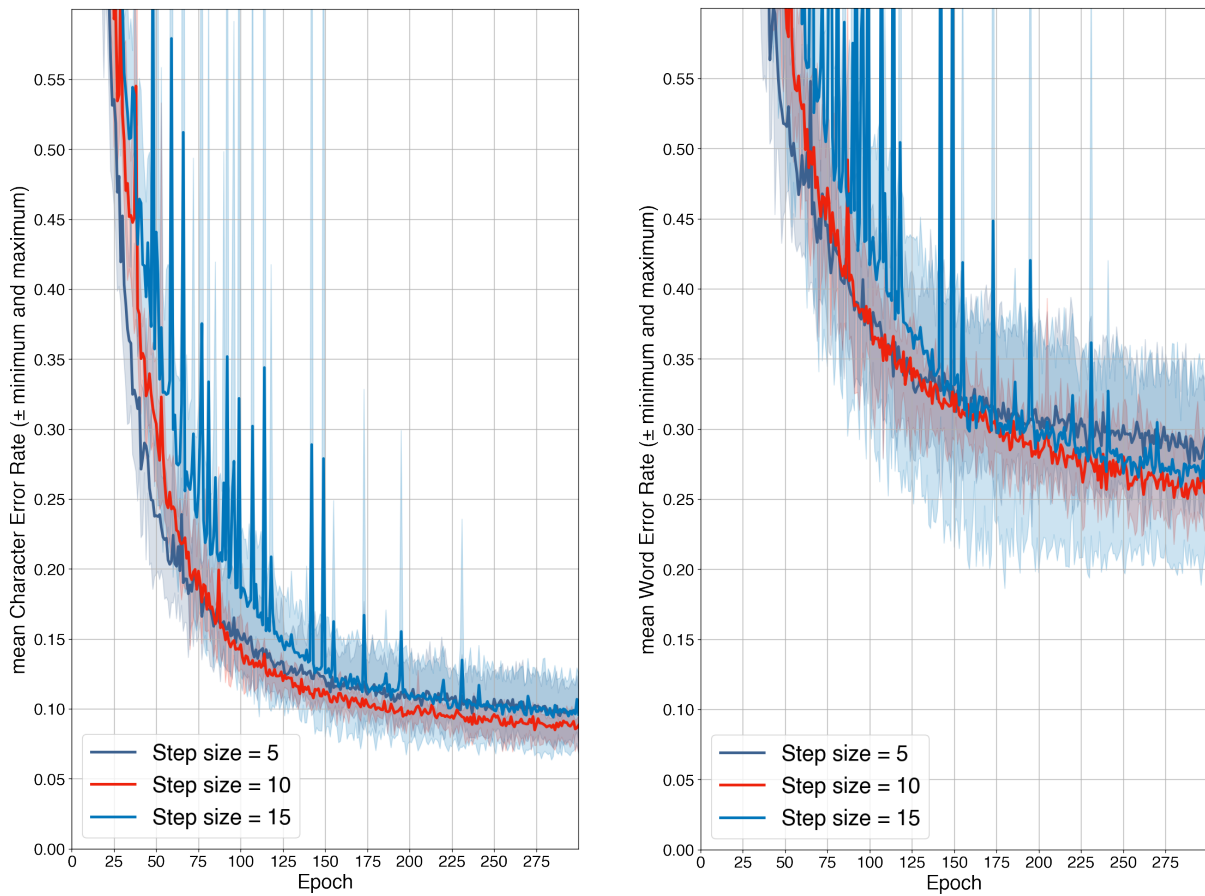 mean Character Error Rate (± minimum and maximum)
0.55
0.50
0.45
0.40
0.35
0.30
0.25
0.20
0.15
0.10
0.05
0.00
Step size = 5
Step size = 10
Step size = 15
0 25 50 75 100 125 150 175 200 225 250 275
Epoch
mean Word Error Rate (± minimum and maximum)
0.55
0.50
0.45
0.40
0.35
0.30
0.25
0.20
0.15
0.10
0.05
0.00
Step size = 5
Step size = 10
Step size = 15
0 25 50 75 100 125 150 175 200 225 250 275
Epoch